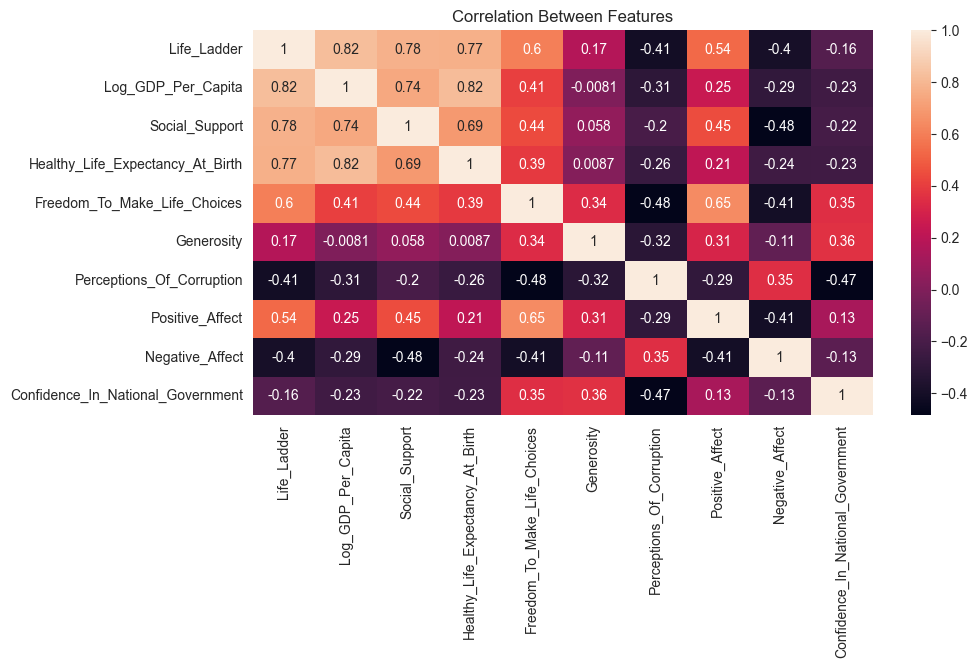 Correlation Between Features
Life_Ladder 1 0.82 0.78 0.77 0.6 0.17 -0.41 0.54 -0.4 -0.16
Log_GDP_Per_Capita 0.82 1 0.74 0.82 0.41 -0.0081 -0.31 0.25 -0.29 -0.23
Social_Support 0.78 0.74 1 0.69 0.44 0.058 -0.2 0.45 -0.48 -0.22
Healthy_Life_Expectancy_At_Birth 0.77 0.82 0.69 1 0.39 0.0087 -0.26 0.21 -0.24 -0.23
Freedom_To_Make_Life_Choices 0.6 0.41 0.44 0.39 1 0.34 -0.48 0.65 -0.41 0.35
Generosity 0.17 -0.0081 0.058 0.0087 0.34 1 -0.32 0.31 -0.11 0.36
Perceptions_Of_Corruption -0.41 -0.31 -0.2 -0.26 -0.48 -0.32 1 -0.29 0.35 -0.47
Positive_Affect 0.54 0.25 0.45 0.21 0.65 0.31 -0.29 1 -0.41 0.13
Negative_Affect -0.4 -0.29 -0.48 -0.24 -0.41 -0.11 0.35 -0.41 1 -0.13
Confidence_In_National_Government -0.16 -0.23 -0.22 -0.23 0.35 0.36 -0.47 0.13 -0.13 1
Life_Ladder
Log_GDP_Per_Capita
Social_Support
Healthy_Life_Expectancy_At_Birth
Freedom_To_Make_Life_Choices
Generosity
Perceptions_Of_Corruption
Positive_Affect
Negative_Affect
Confidence_In_National_Government
1.0
0.8
0.6
0.4
0.2
0.0
−0.2
−0.4